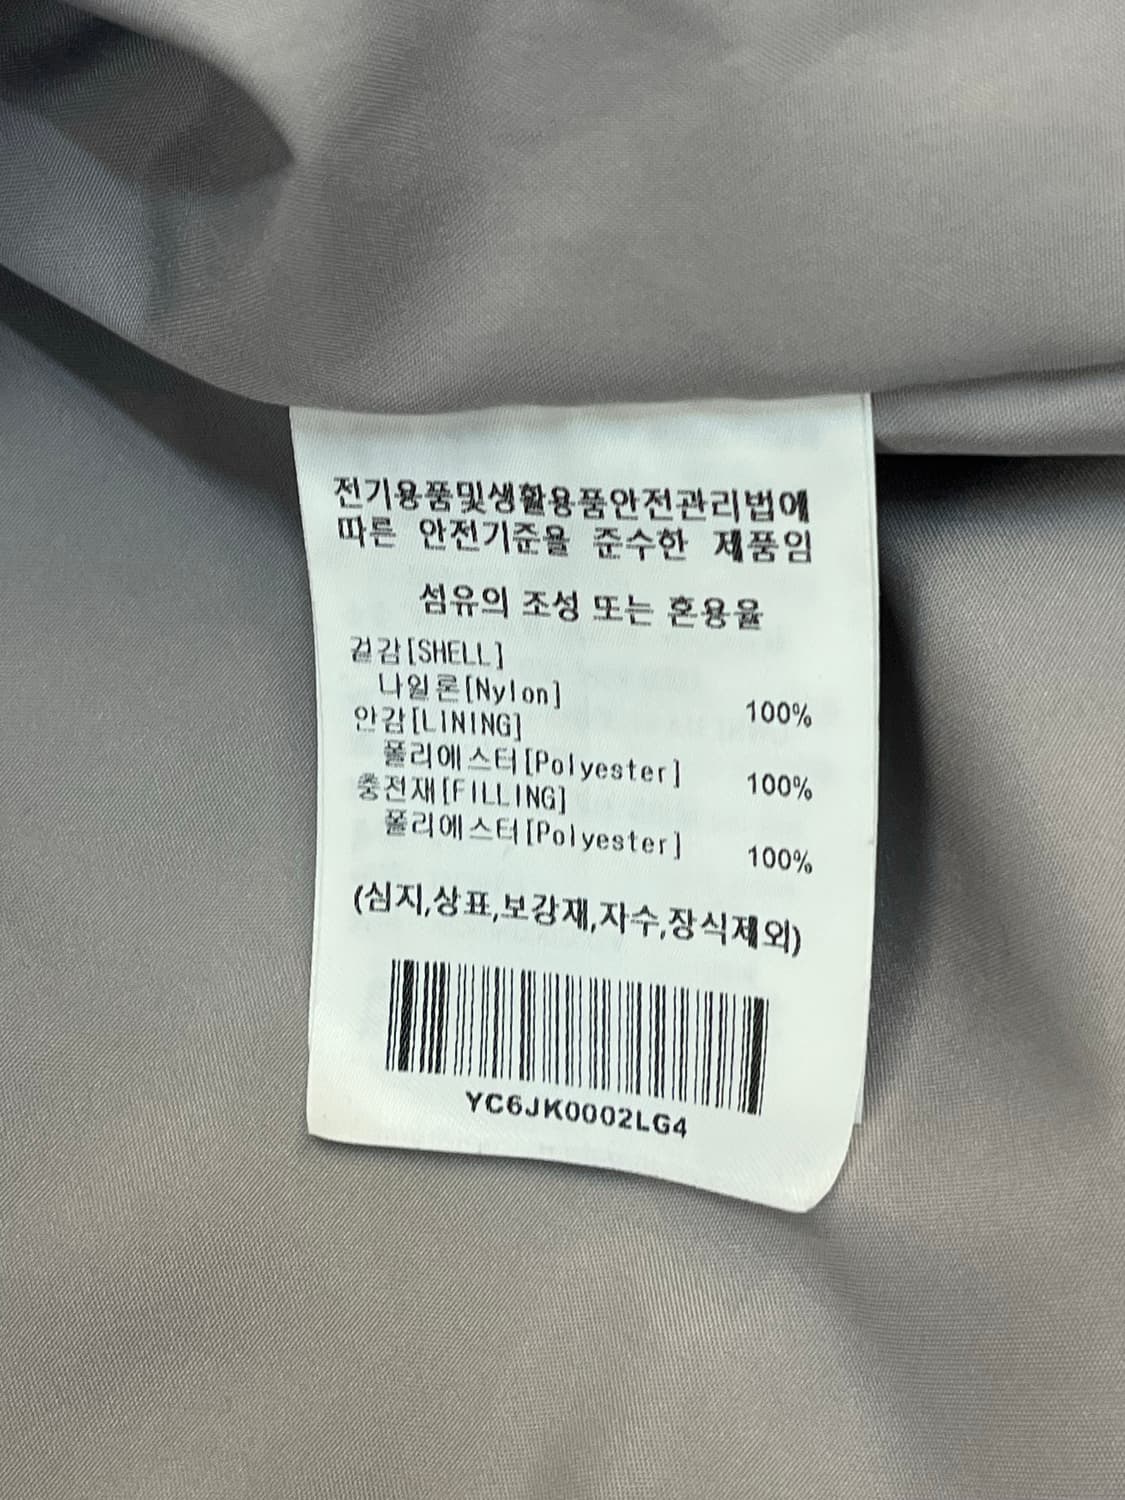 전기용품및생활용품안전관리법에
따른 안전기준을 준수한 제품임
섬유의 조성 또는 혼용율
겉감[SHELL]
나일론[Nylon] 100%
안감[LINING]
폴리에스터[Polyester] 100%
충전재[FILLING]
폴리에스터[Polyester] 100%
(심지,상표,보강재,자수,장식제외)
YC6JK0002LG4